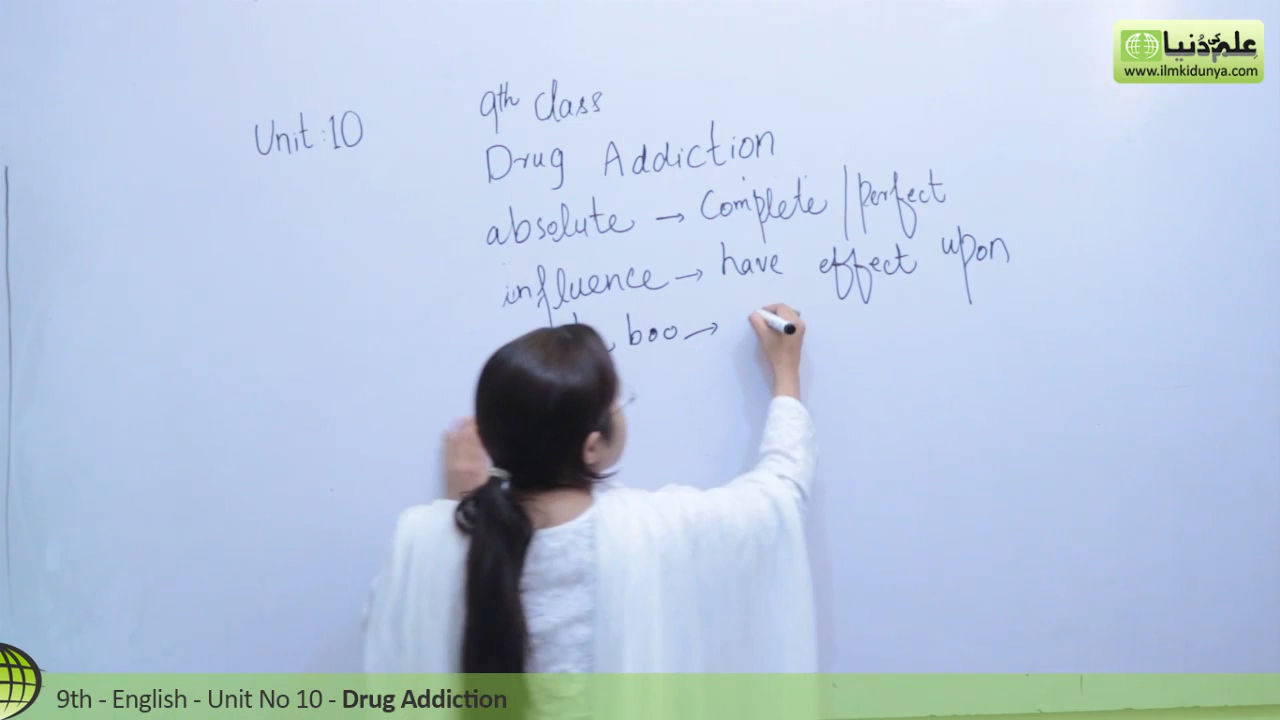 علم کی دُنیا
www.ilmkidunya.com
Unit:10
9th class
Drug Addiction
absolute → Complete/perfect
influence → have effect upon
boo →
9th - English - Unit No 10 - Drug Addiction